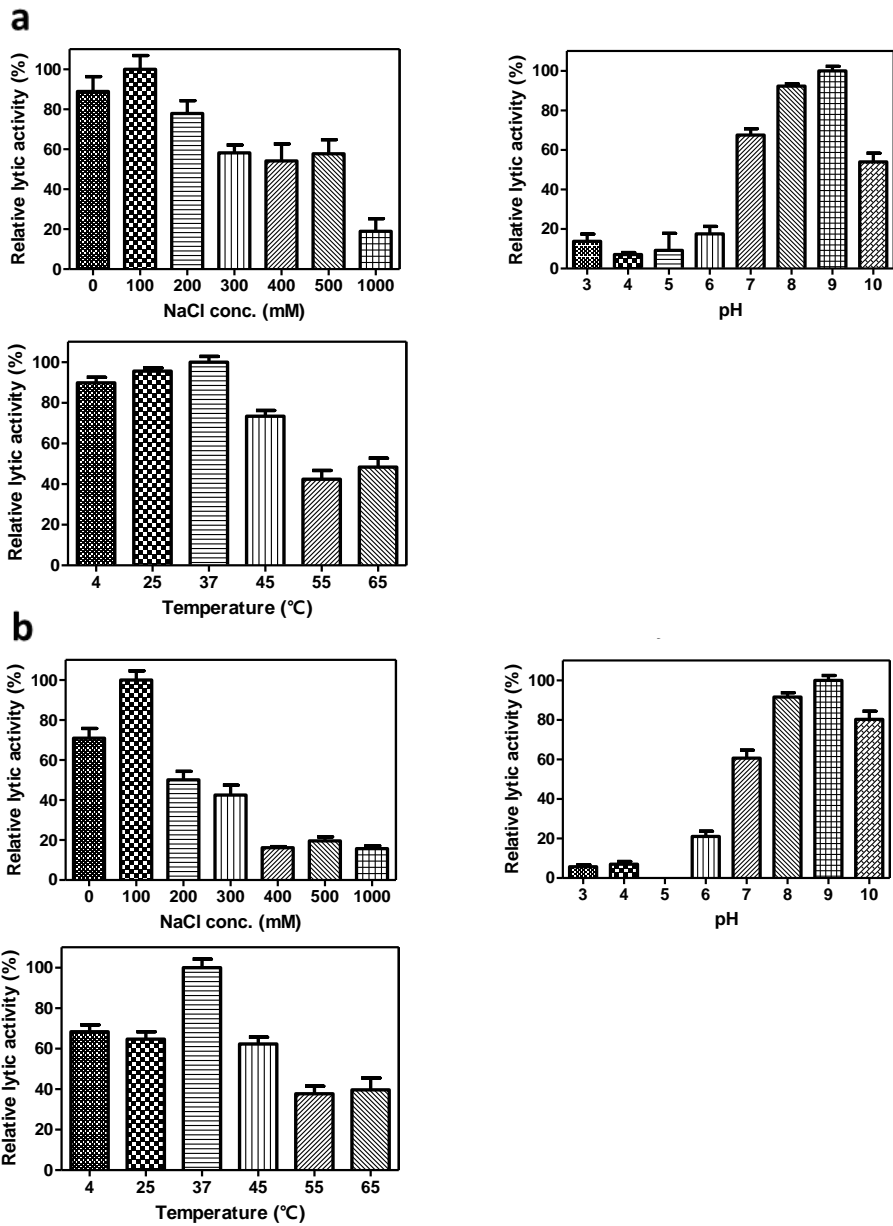 a
Relative lytic activity (%)
100
80
60
40
20
0
0 100 200 300 400 500 1000
NaCl conc. (mM)
Relative lytic activity (%)
100
80
60
40
20
0
3 4 5 6 7 8 9 10
pH
Relative lytic activity (%)
100
80
60
40
20
0
4 25 37 45 55 65
Temperature (℃)
b
Relative lytic activity (%)
100
80
60
40
20
0
0 100 200 300 400 500 1000
NaCl conc. (mM)
Relative lytic activity (%)
100
80
60
40
20
0
3 4 5 6 7 8 9 10
pH
Relative lytic activity (%)
100
80
60
40
20
0
4 25 37 45 55 65
Temperature (℃)